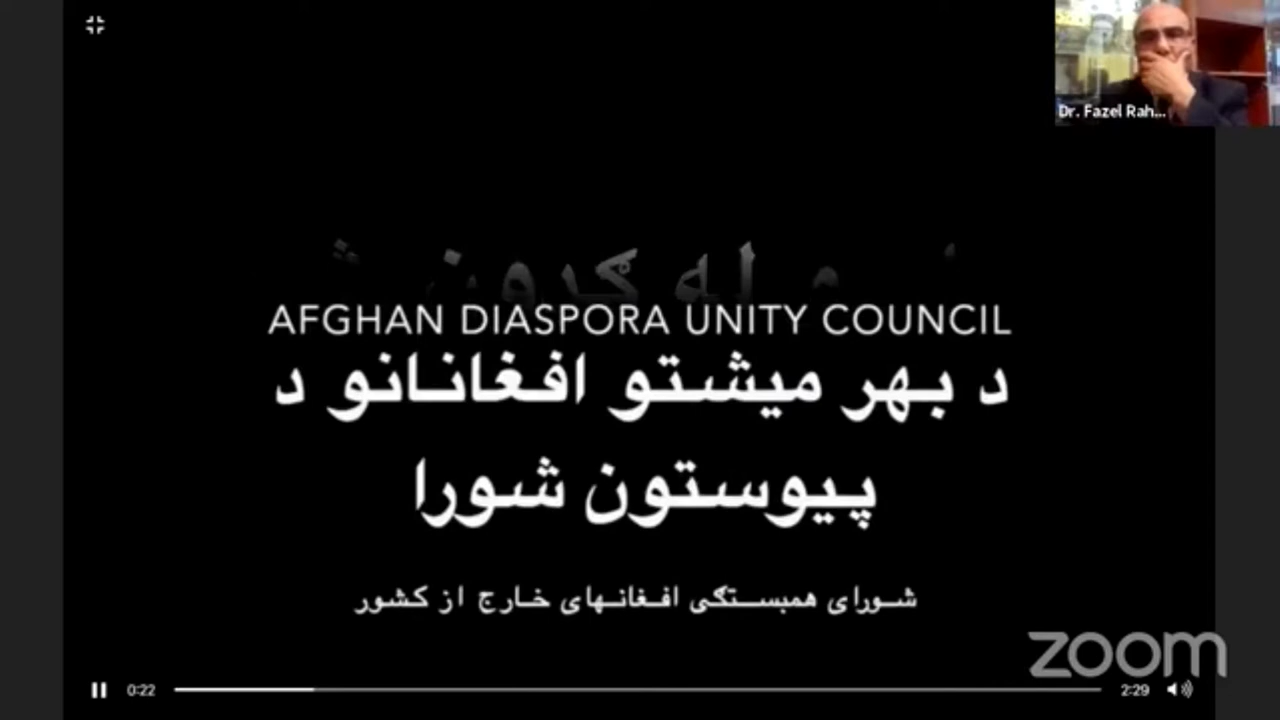 Dr. Fazel Rah...
AFGHAN DIASPORA UNITY COUNCIL
د بهر میشتو افغانانو د
پیوستون شورا
شورای همبستگی افغانهای خارج از کشور
zoom
0:22
2:29